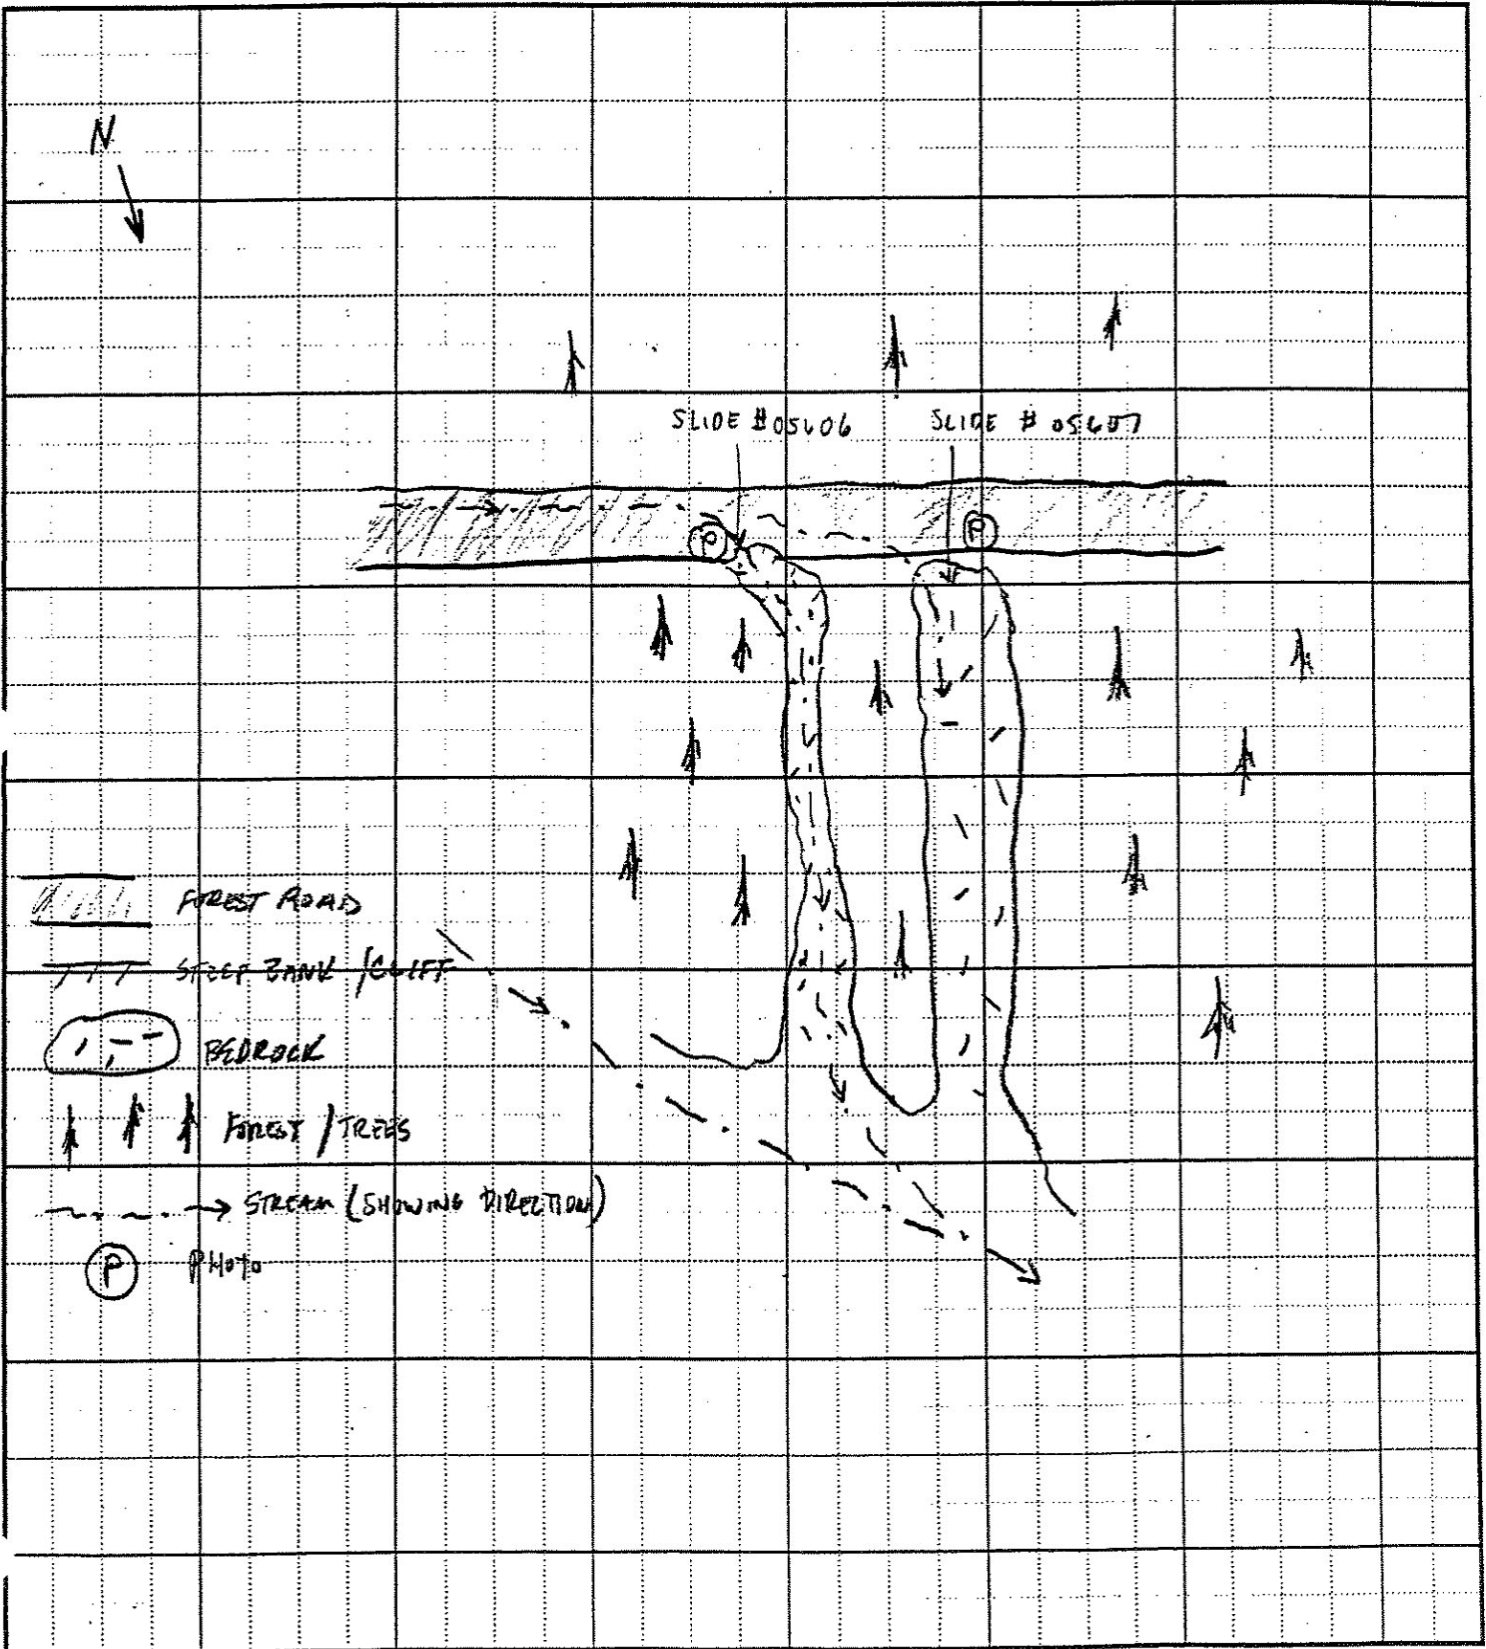 N
SLIDE #05606
SLIDE # 05607
FOREST ROAD
STEEP BANK / CLIFF
BEDROCK
FOREST / TREES
STREAM (SHOWING DIRECTION)
P PHOTO
P
P